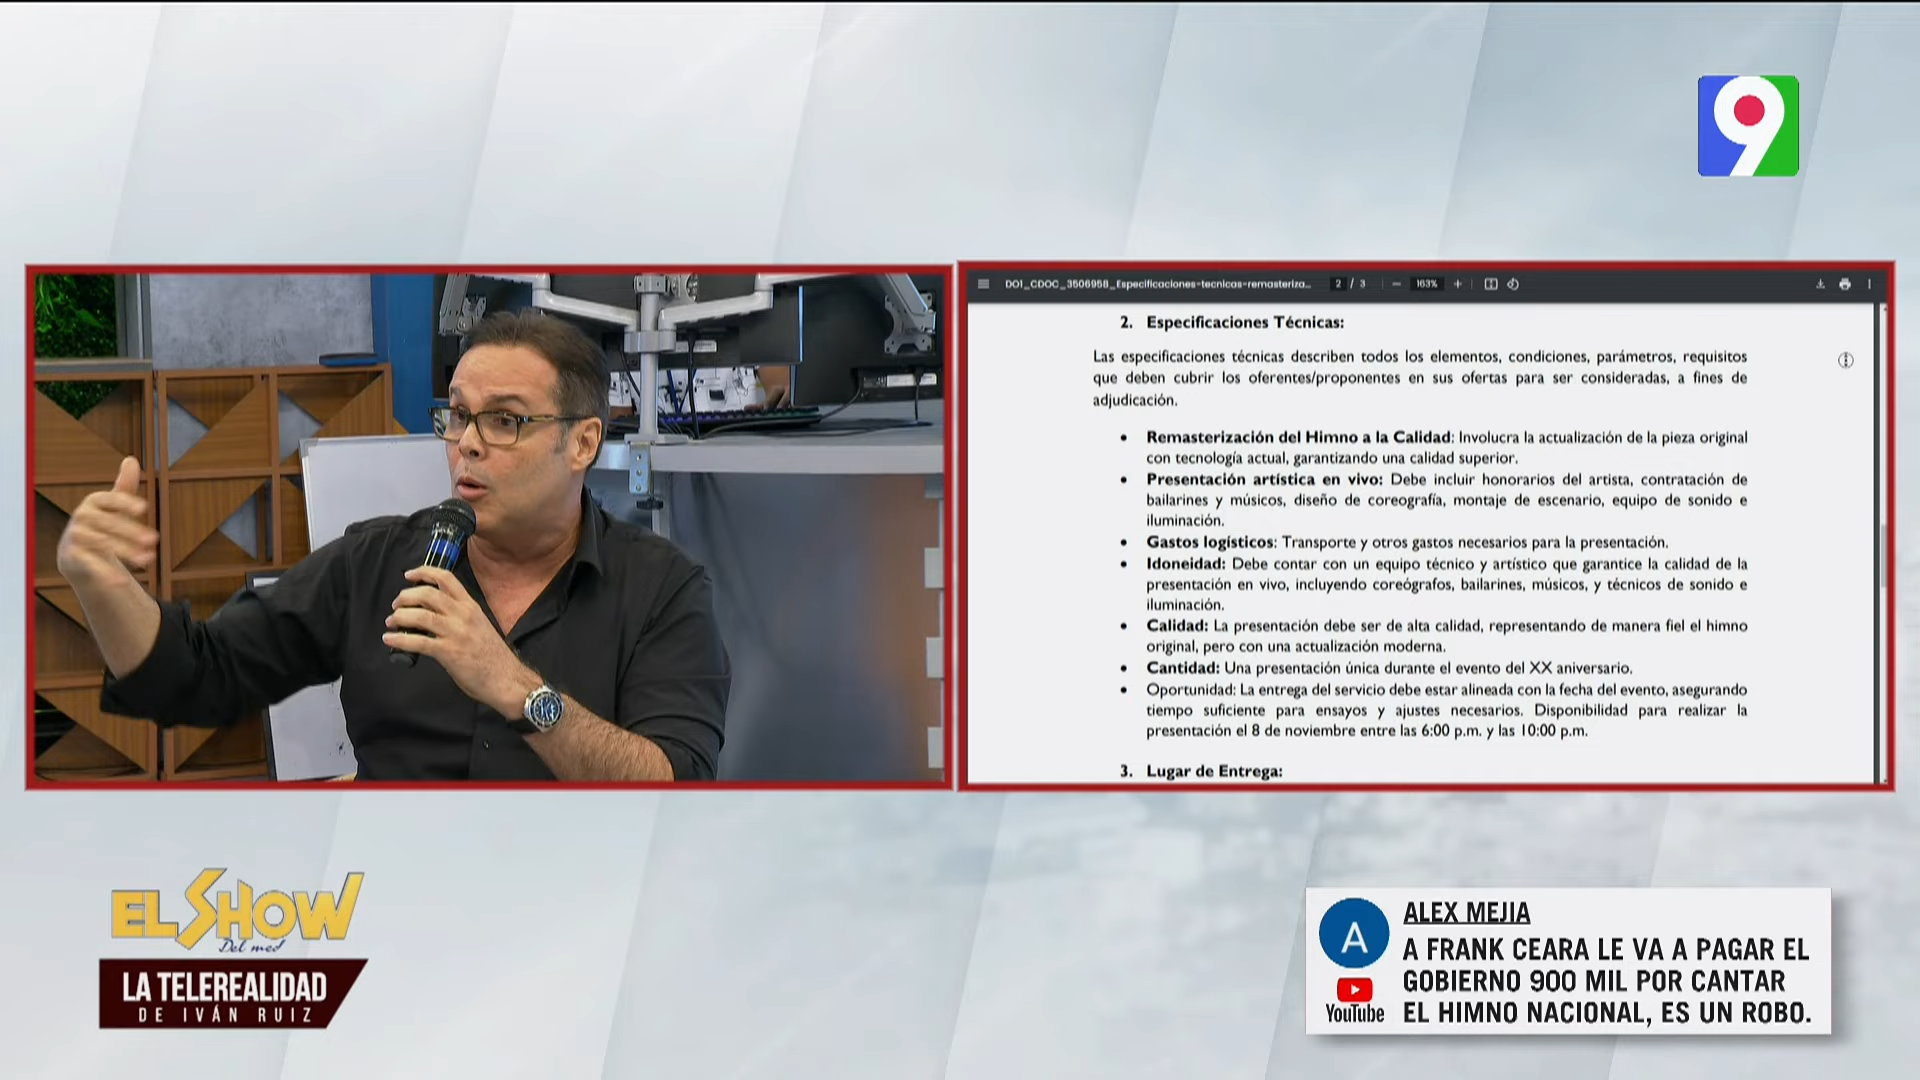 9
DO1_CDOC_3506958_Especificaciones-tecnicas-remasteriza... 2 / 3 — 163% +
2. Especificaciones Técnicas:
Las especificaciones técnicas describen todos los elementos, condiciones, parámetros, requisitos
que deben cubrir los oferentes/proponentes en sus ofertas para ser consideradas, a fines de
adjudicación.
• Remasterización del Himno a la Calidad: Involucra la actualización de la pieza original
con tecnología actual, garantizando una calidad superior.
• Presentación artística en vivo: Debe incluir honorarios del artista, contratación de
bailarines y músicos, diseño de coreografía, montaje de escenario, equipo de sonido e
iluminación.
• Gastos logísticos: Transporte y otros gastos necesarios para la presentación.
• Idoneidad: Debe contar con un equipo técnico y artístico que garantice la calidad de la
presentación en vivo, incluyendo coreógrafos, bailarines, músicos, y técnicos de sonido e
iluminación.
• Calidad: La presentación debe ser de alta calidad, representando de manera fiel el himno
original, pero con una actualización moderna.
• Cantidad: Una presentación única durante el evento del XX aniversario.
• Oportunidad: La entrega del servicio debe estar alineada con la fecha del evento, asegurando
tiempo suficiente para ensayos y ajustes necesarios. Disponibilidad para realizar la
presentación el 8 de noviembre entre las 6:00 p.m. y las 10:00 p.m.
3. Lugar de Entrega:
EL SHOW
Del med
LA TELEREALIDAD
DE IVÁN RUIZ
A
YouTube
ALEX MEJIA
A FRANK CEARA LE VA A PAGAR EL
GOBIERNO 900 MIL POR CANTAR
EL HIMNO NACIONAL, ES UN ROBO.